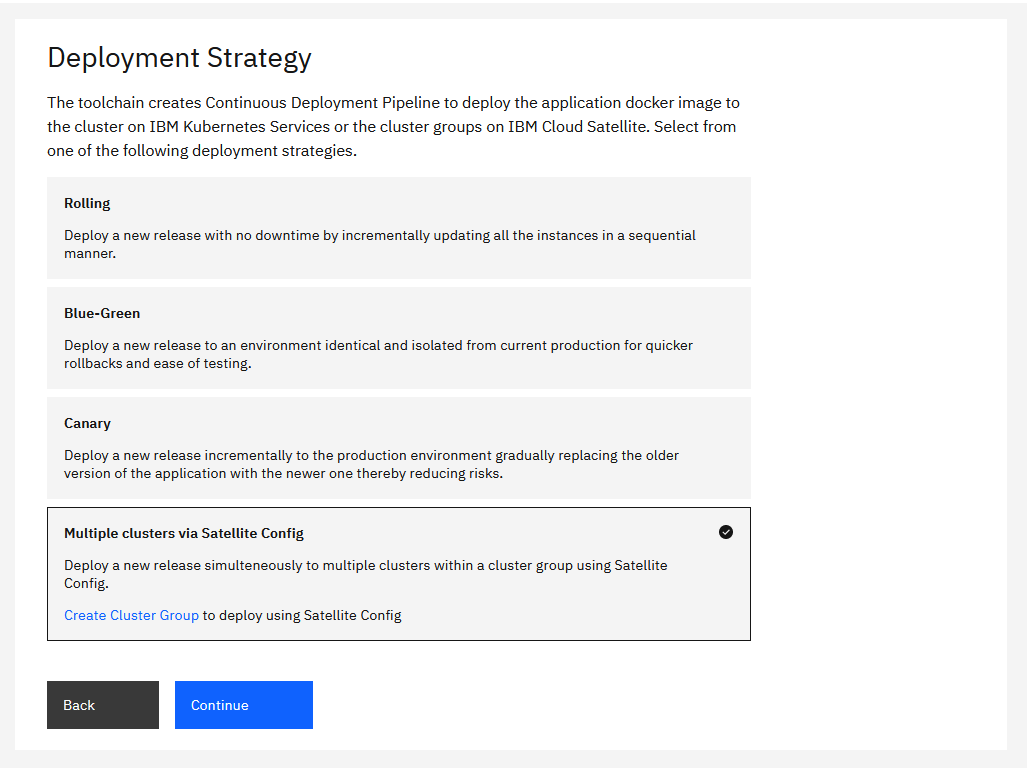 Deployment Strategy
The toolchain creates Continuous Deployment Pipeline to deploy the application docker image to
the cluster on IBM Kubernetes Services or the cluster groups on IBM Cloud Satellite. Select from
one of the following deployment strategies.
Rolling
Deploy a new release with no downtime by incrementally updating all the instances in a sequential
manner.
Blue-Green
Deploy a new release to an environment identical and isolated from current production for quicker
rollbacks and ease of testing.
Canary
Deploy a new release incrementally to the production environment gradually replacing the older
version of the application with the newer one thereby reducing risks.
Multiple clusters via Satellite Config
Deploy a new release simulteneously to multiple clusters within a cluster group using Satellite
Config.
Create Cluster Group to deploy using Satellite Config
Back
Continue